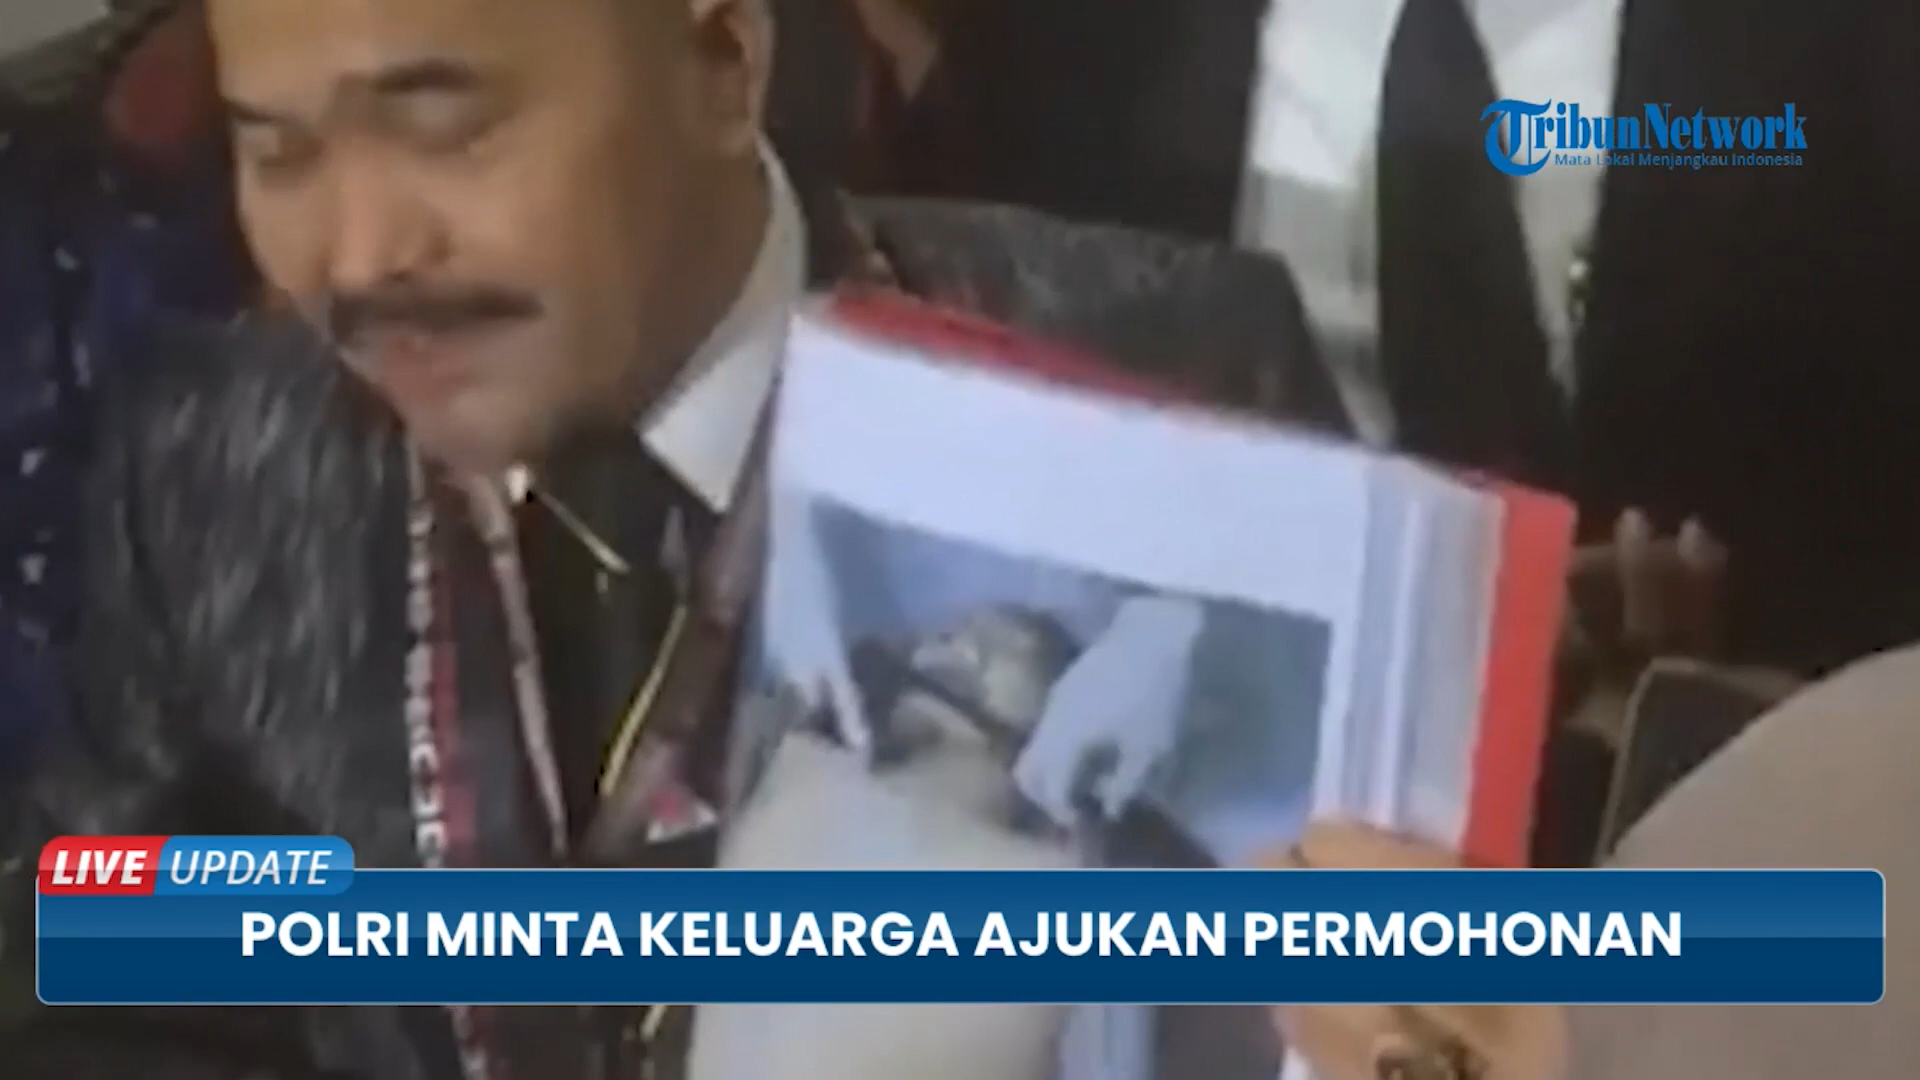 TribunNetwork
Mata Lokal Menjangkau Indonesia
LIVE UPDATE
POLRI MINTA KELUARGA AJUKAN PERMOHONAN